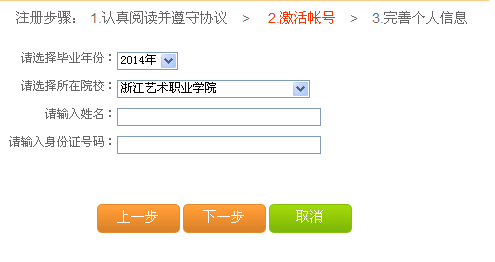 注册步骤： 1.认真阅读并遵守协议 > 2.激活帐号 > 3.完善个人信息
请选择毕业年份： 2014年
请选择所在院校： 浙江艺术职业学院
请输入姓名：
请输入身份证号码：
上一步 下一步 取消